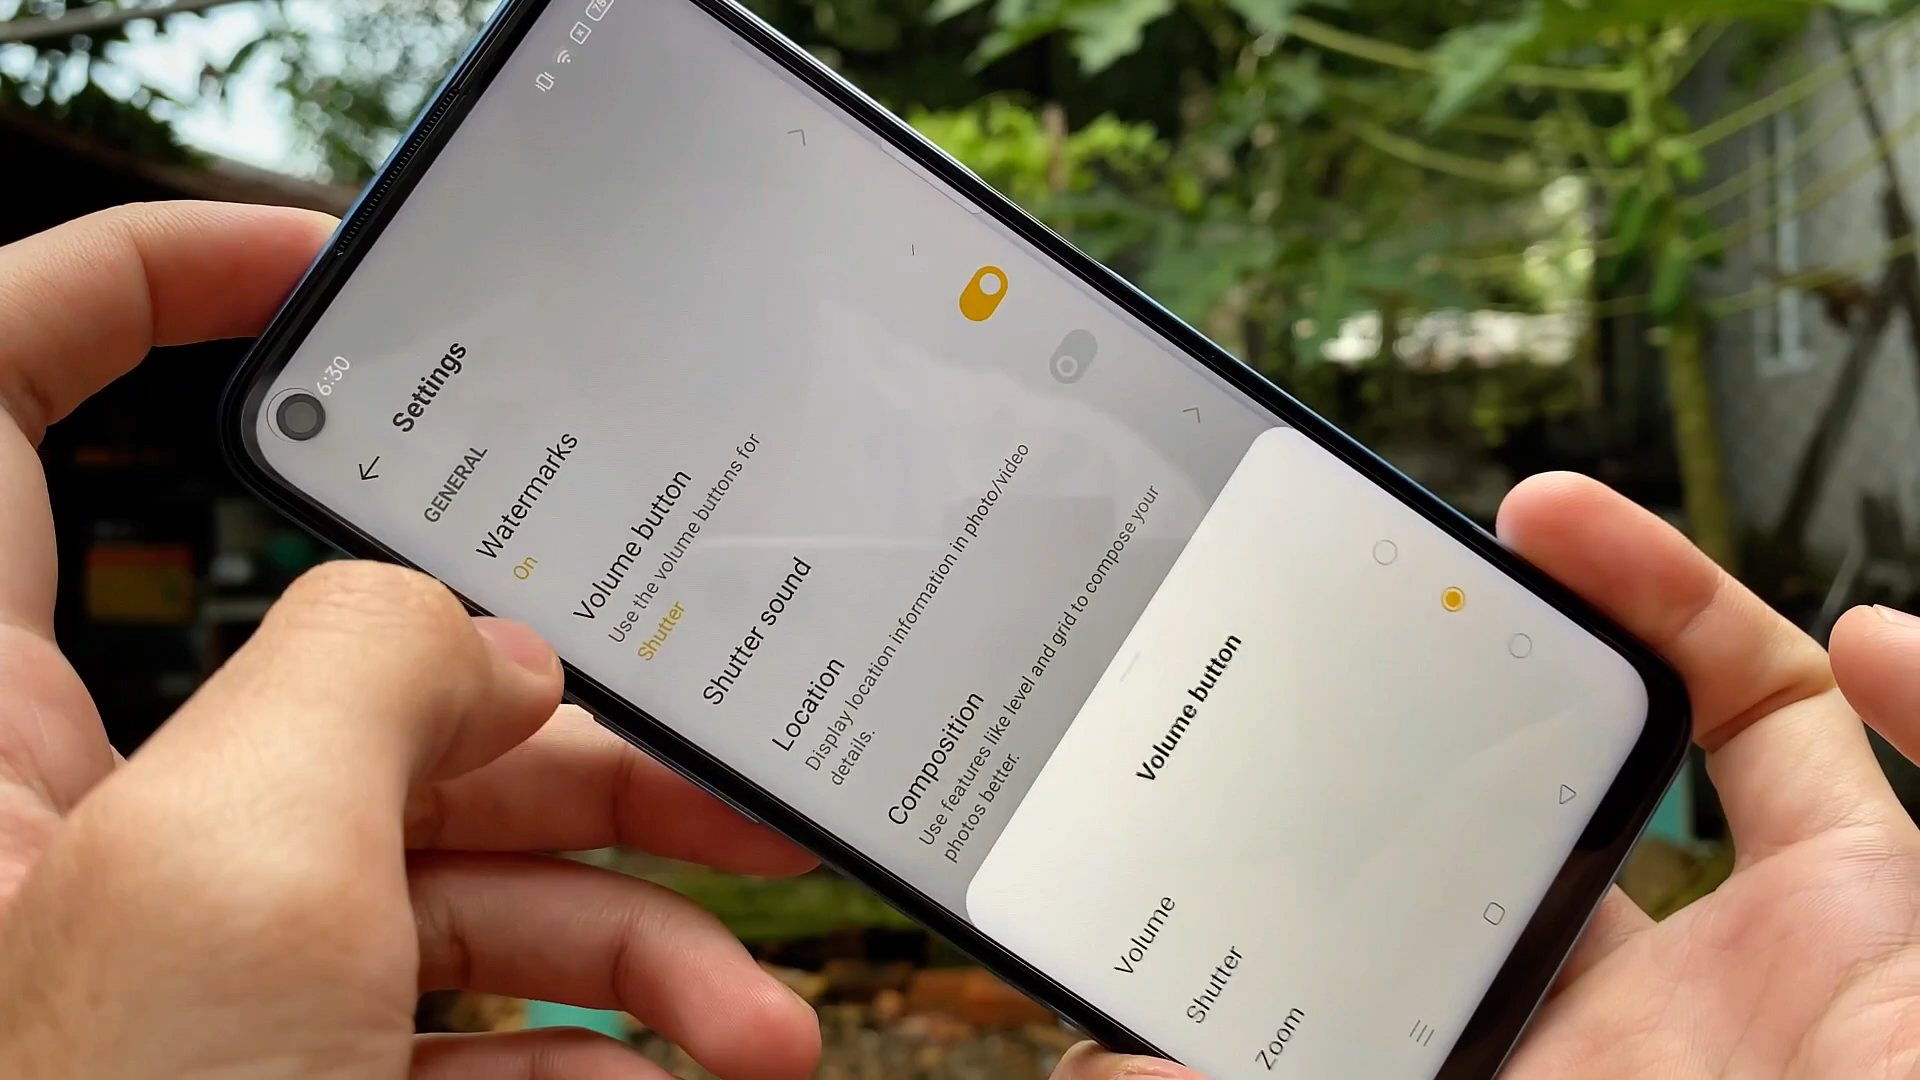 6:30
76
Settings
GENERAL
Watermarks
On
Volume button
Use the volume buttons for
Shutter
Shutter sound
Location
Display location information in photo/video
details.
Composition
Use features like level and grid to compose your
photos better.
Volume button
Volume
Shutter
Zoom